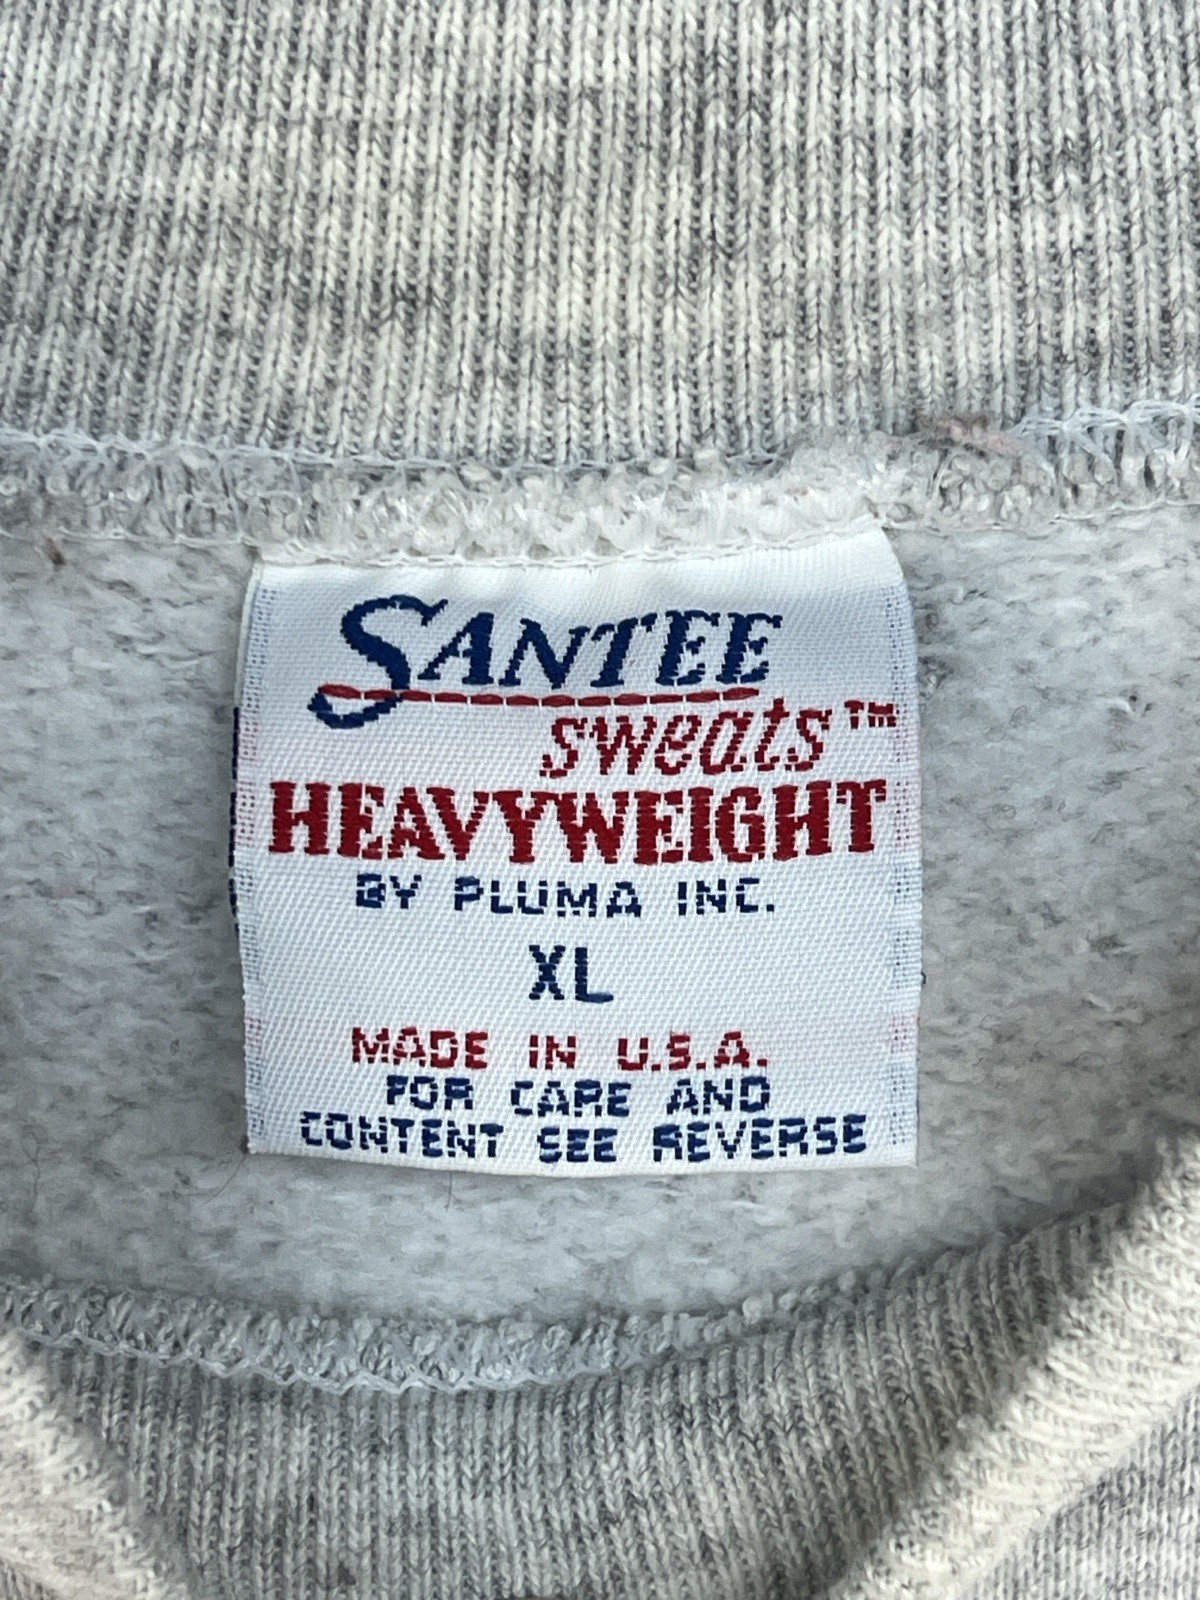 SANTEE
sweats™
HEAVYWEIGHT
BY PLUMA INC.
XL
MADE IN U.S.A.
FOR CARE AND
CONTENT SEE REVERSE